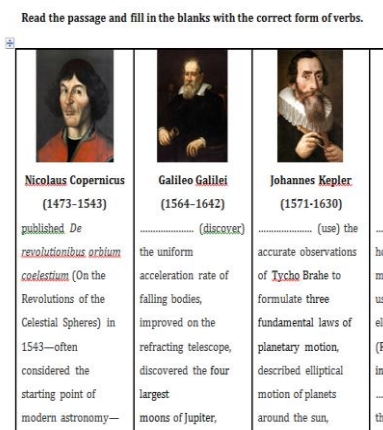 Read the passage and fill in the blanks with the correct form of verbs.
Nicolaus Copernicus
(1473–1543)
published De
revolutionibus orbium
coelestium (On the
Revolutions of the
Celestial Spheres) in
1543—often
considered the
starting point of
modern astronomy—
Galileo Galilei
(1564–1642)
..................... (discover)
the uniform
acceleration rate of
falling bodies,
improved on the
refracting telescope,
discovered the four
largest
moons of Jupiter,
Johannes Kepler
(1571-1630)
..................... (use) the
accurate observations
of Tycho Brahe to
formulate three
fundamental laws of
planetary motion,
described elliptical
motion of planets
around the sun,